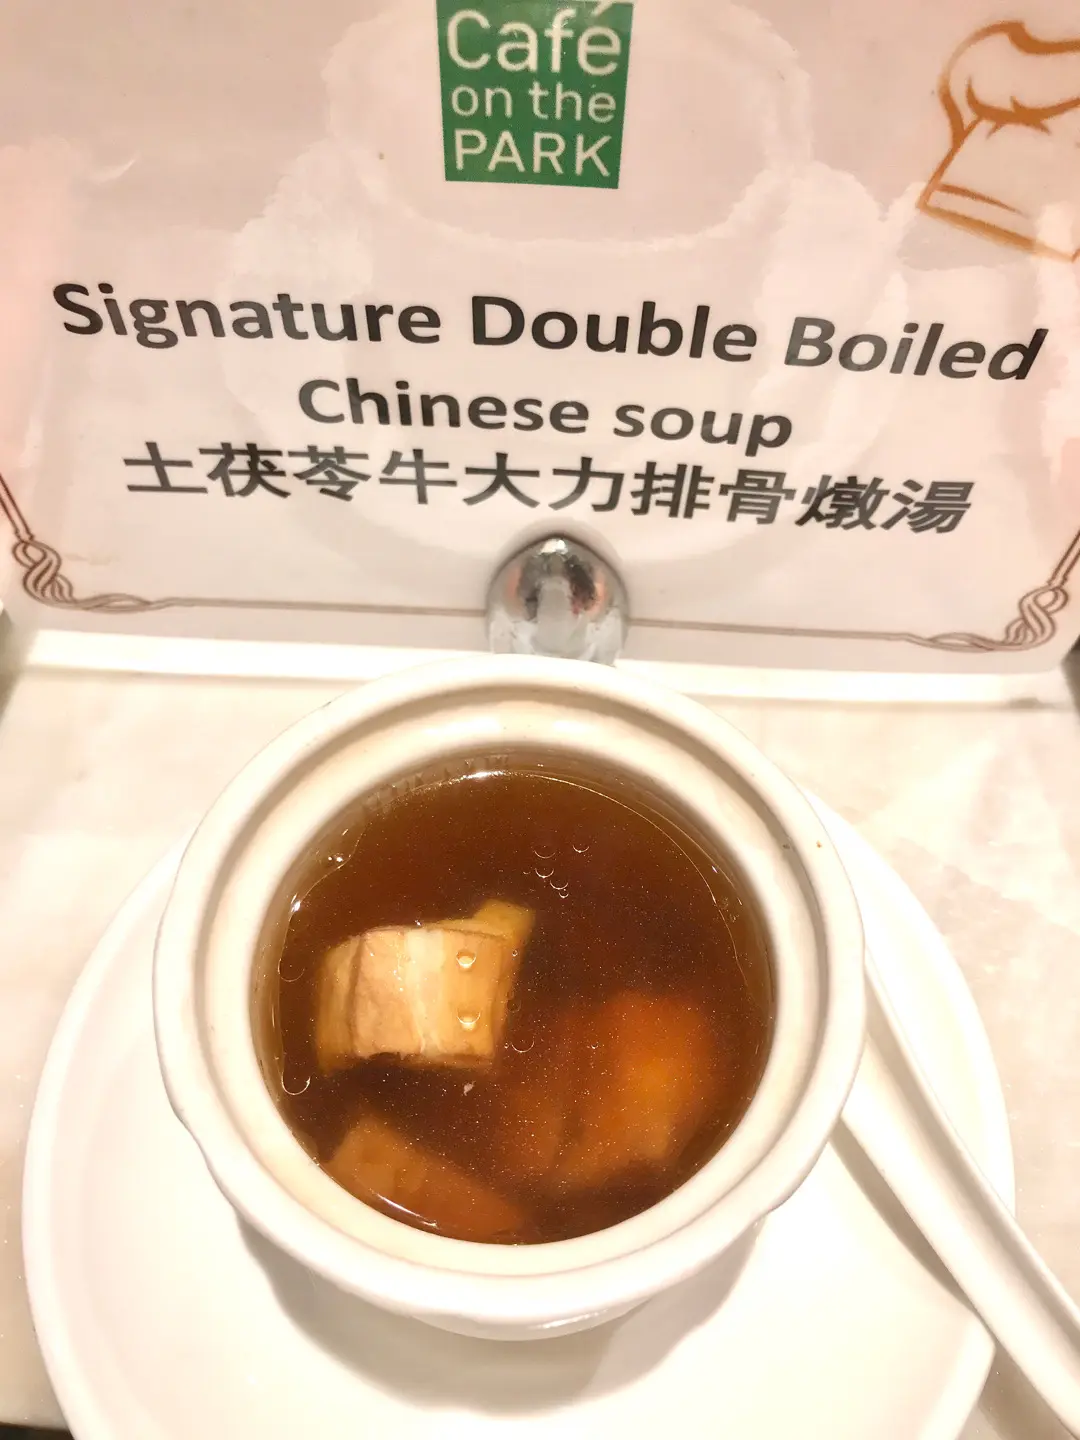 Café
on the
PARK
Signature Double Boiled
Chinese soup
土茯苓牛大力排骨燉湯